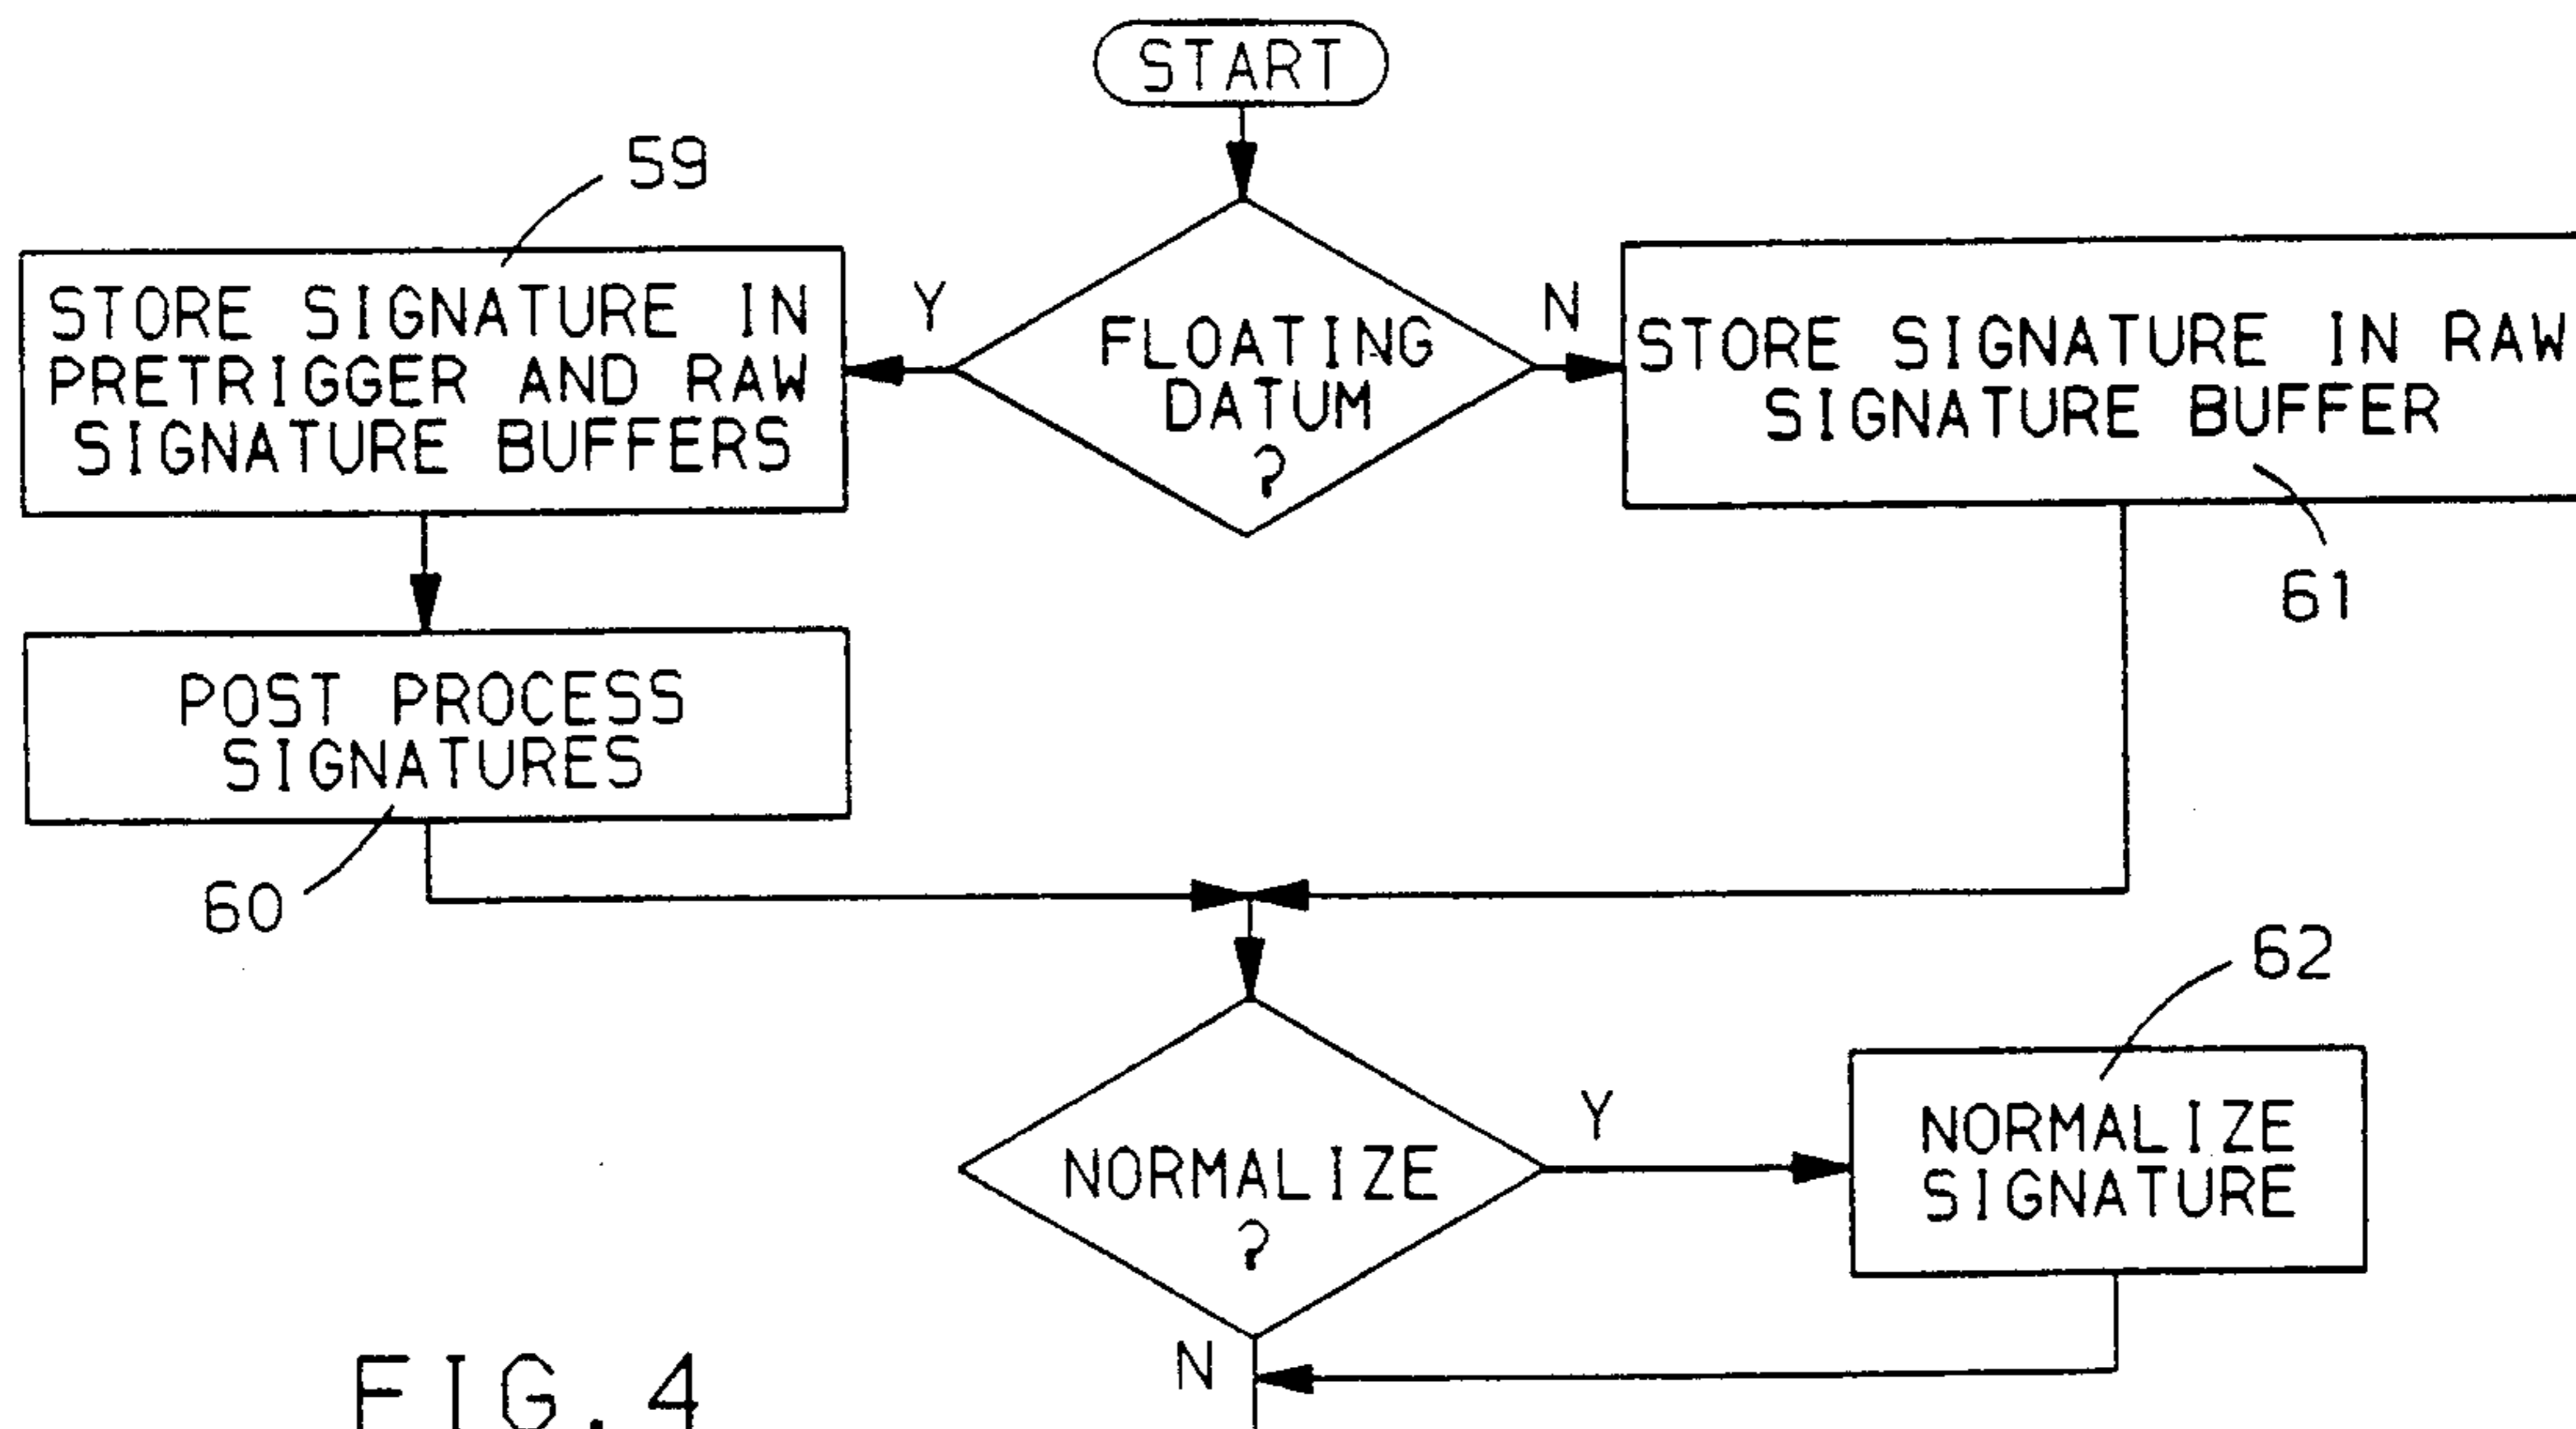 START
59
STORE SIGNATURE IN
PRETRIGGER AND RAW
SIGNATURE BUFFERS
Y
FLOATING
DATUM
?
N
STORE SIGNATURE IN RAW
SIGNATURE BUFFER
61
POST PROCESS
SIGNATURES
60
NORMALIZE
?
Y
62
NORMALIZE
SIGNATURE
N
FIG. 4